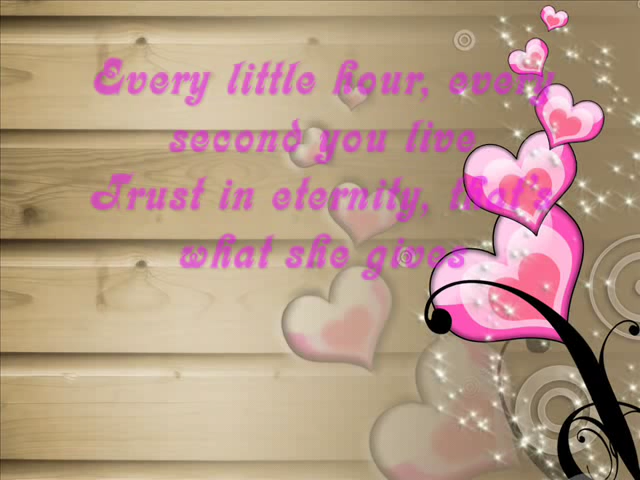 Every little hour, every
second you live
Trust in eternity, that's
what she gives